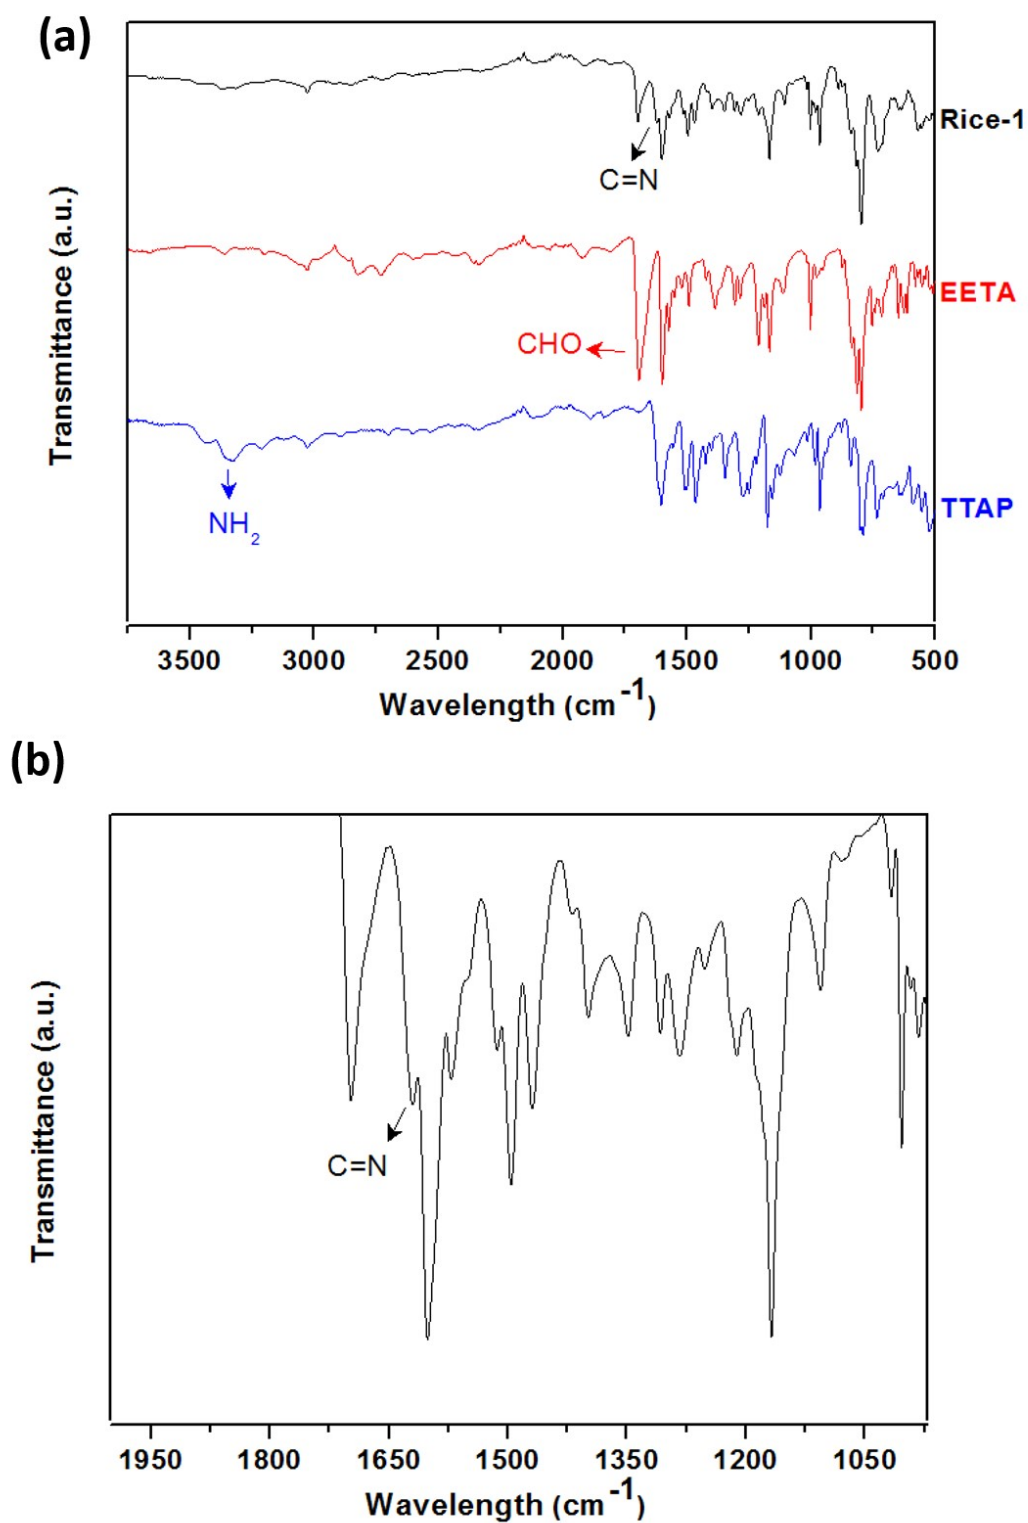 (a)
Rice-1
C=N
EETA
CHO
TTAP
NH₂
Transmittance (a.u.)
3500 3000 2500 2000 1500 1000 500
Wavelength (cm⁻¹)
(b)
C=N
Transmittance (a.u.)
1950 1800 1650 1500 1350 1200 1050
Wavelength (cm⁻¹)